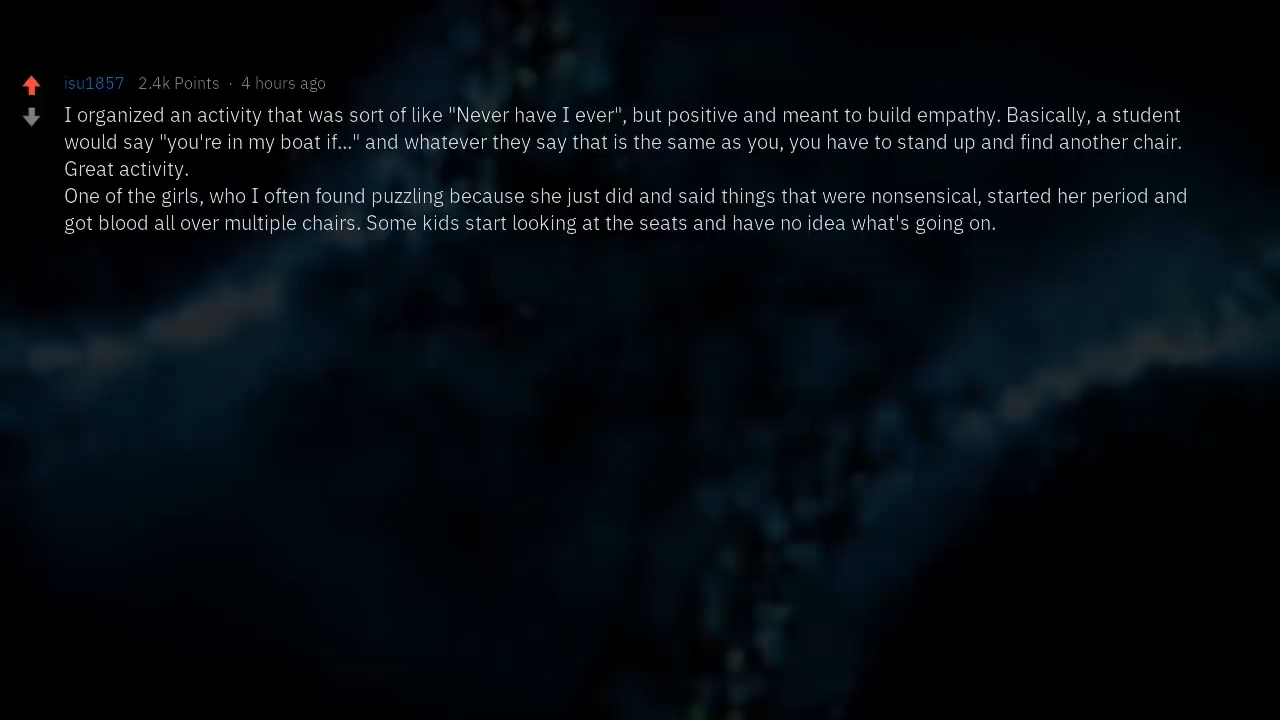 isu1857 2.4k Points · 4 hours ago
I organized an activity that was sort of like "Never have I ever", but positive and meant to build empathy. Basically, a student
would say "you're in my boat if..." and whatever they say that is the same as you, you have to stand up and find another chair.
Great activity.
One of the girls, who I often found puzzling because she just did and said things that were nonsensical, started her period and
got blood all over multiple chairs. Some kids start looking at the seats and have no idea what's going on.